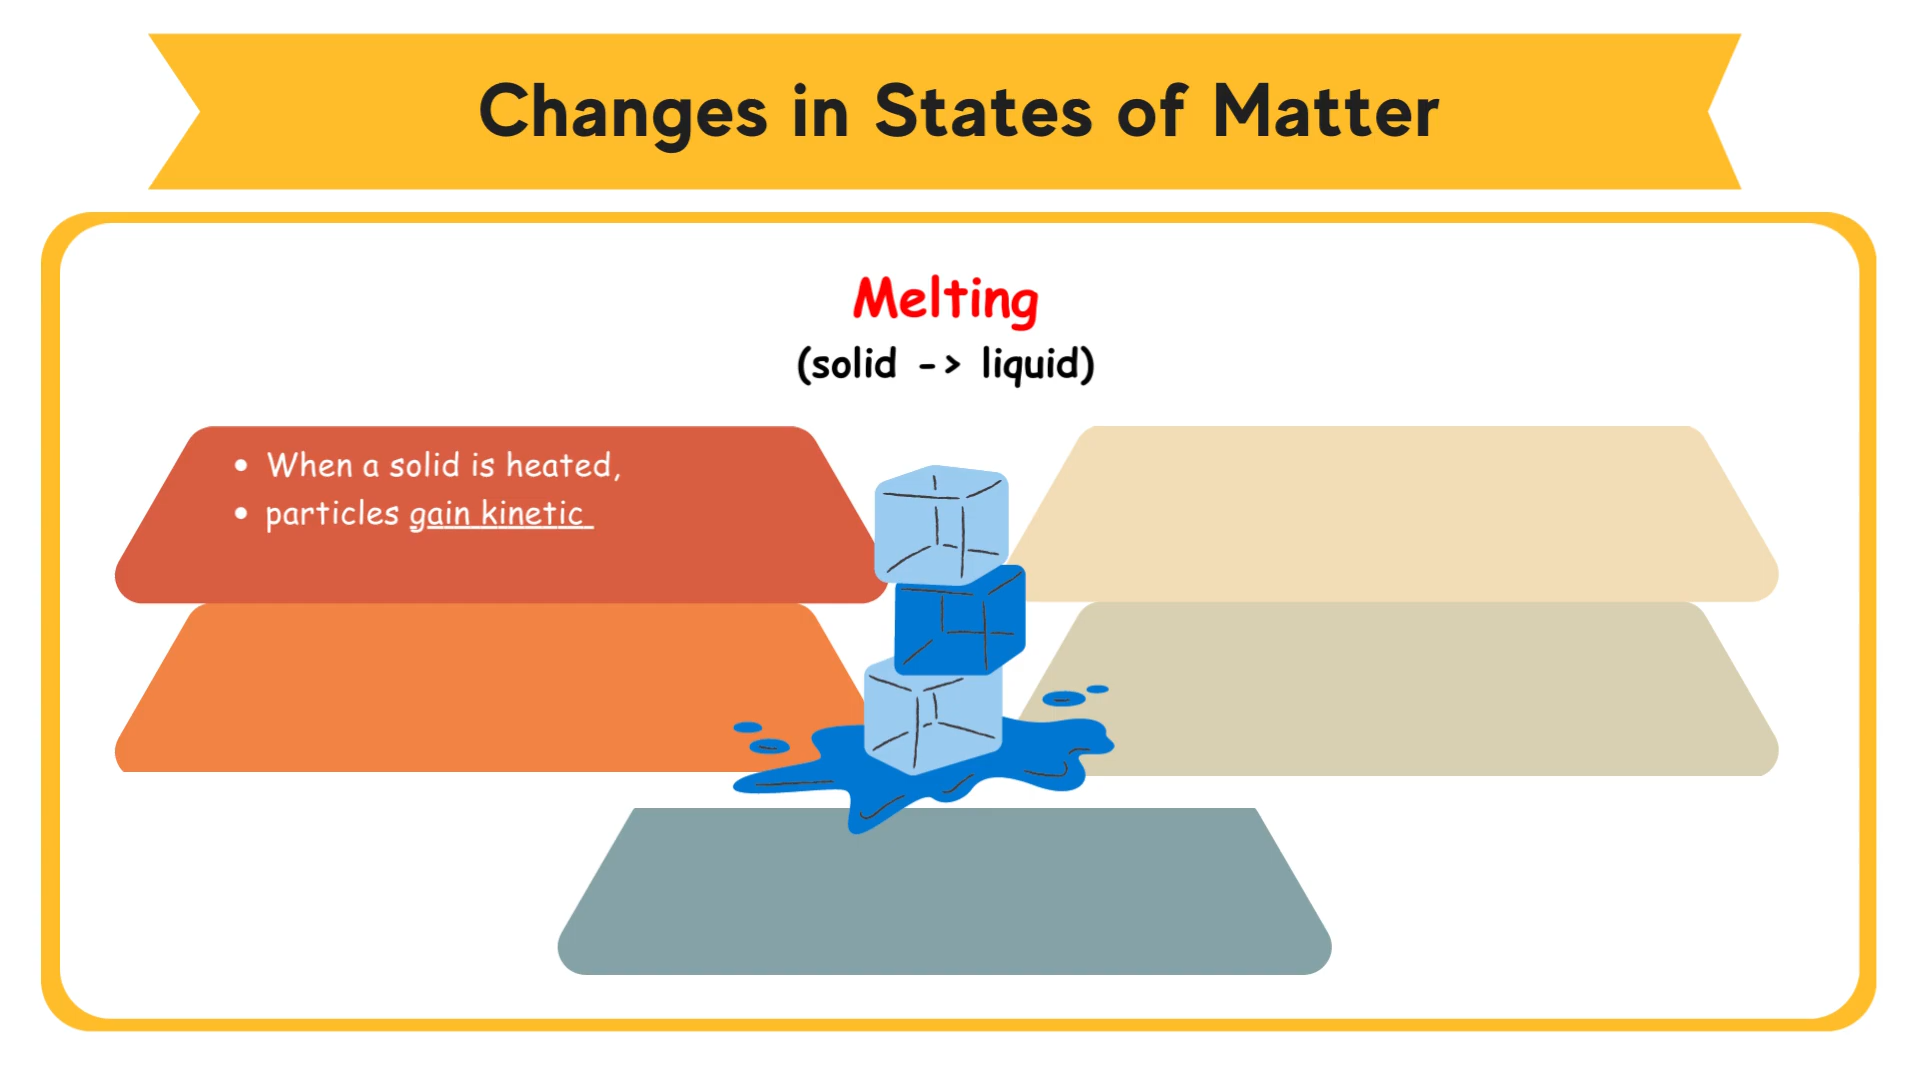 Changes in States of Matter
Melting
(solid -> liquid)
• When a solid is heated,
• particles gain kinetic